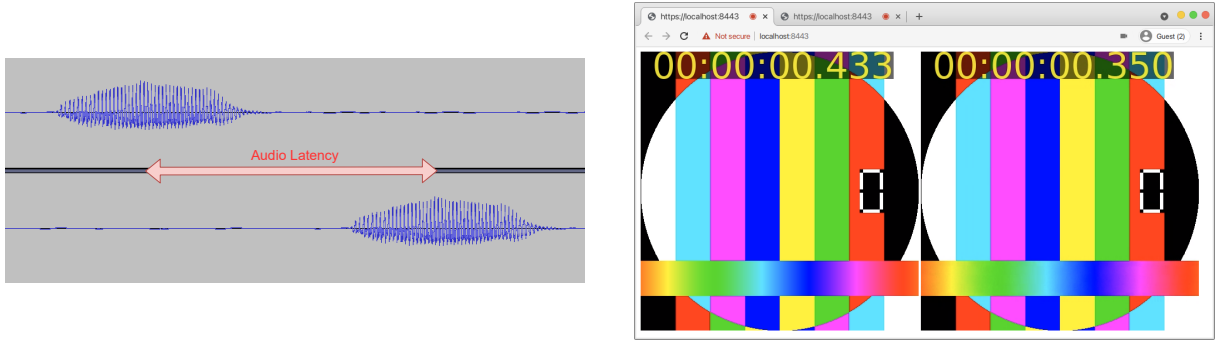 Audio Latency
https://localhost:8443 https://localhost:8443
Not secure | localhost:8443 Guest (2)
00:00:00.433 00:00:00.350